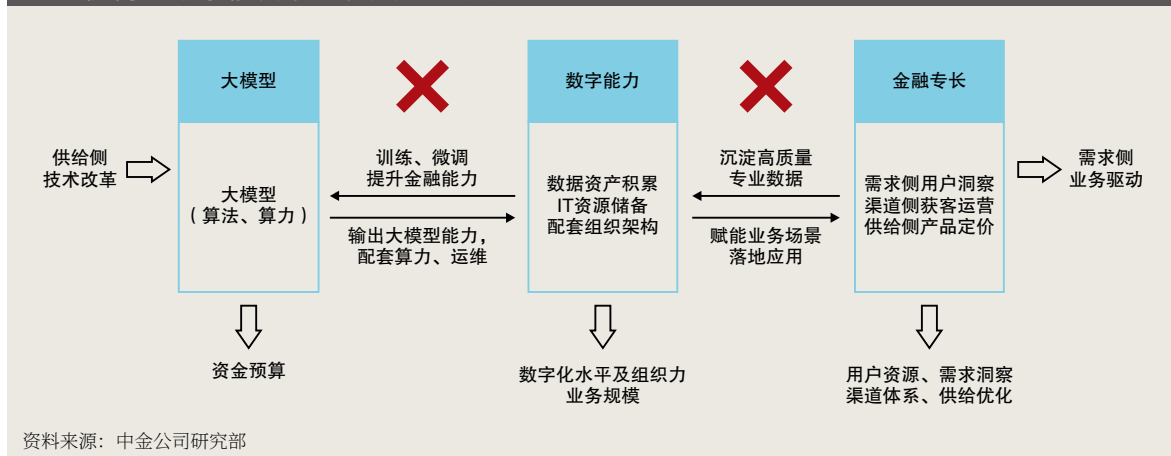 大模型
数字能力
金融专长
供给侧
技术改革
大模型
(算法、算力)
训练、微调
提升金融能力
输出大模型能力,
配套算力、运维
数据资产积累
IT资源储备
配套组织架构
沉淀高质量
专业数据
赋能业务场景
落地应用
需求侧用户洞察
渠道侧获客运营
供给侧产品定价
需求侧
业务驱动
资金预算
数字化水平及组织力
业务规模
用户资源、需求洞察
渠道体系、供给优化
资料来源:中金公司研究部